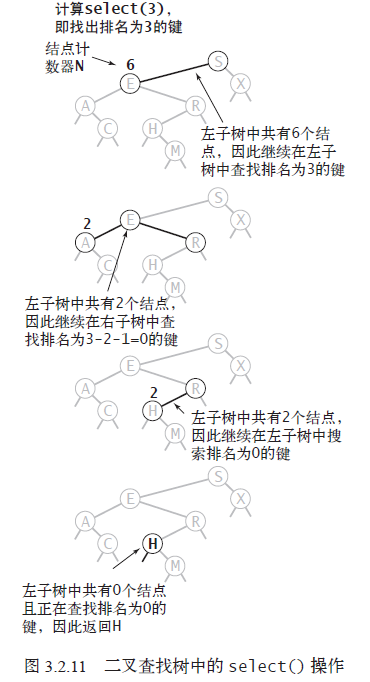 计算select(3),
即找出排名为3的键
结点计
数器N
6
S
E
X
A
R
C
H
M
左子树中共有6个结
点，因此继续在左子
树中查找排名为3的键
S
2
E
X
A
R
C
H
M
左子树中共有2个结点，
因此继续在右子树中查
找排名为3-2-1=0的键
S
E
X
2
A
R
C
H
M
左子树中共有2个结点，
因此继续在左子树中搜
索排名为0的键
S
E
X
A
R
C
H
M
左子树中共有0个结点
且正在查找排名为0的
键，因此返回H
图 3.2.11 二叉查找树中的 select() 操作